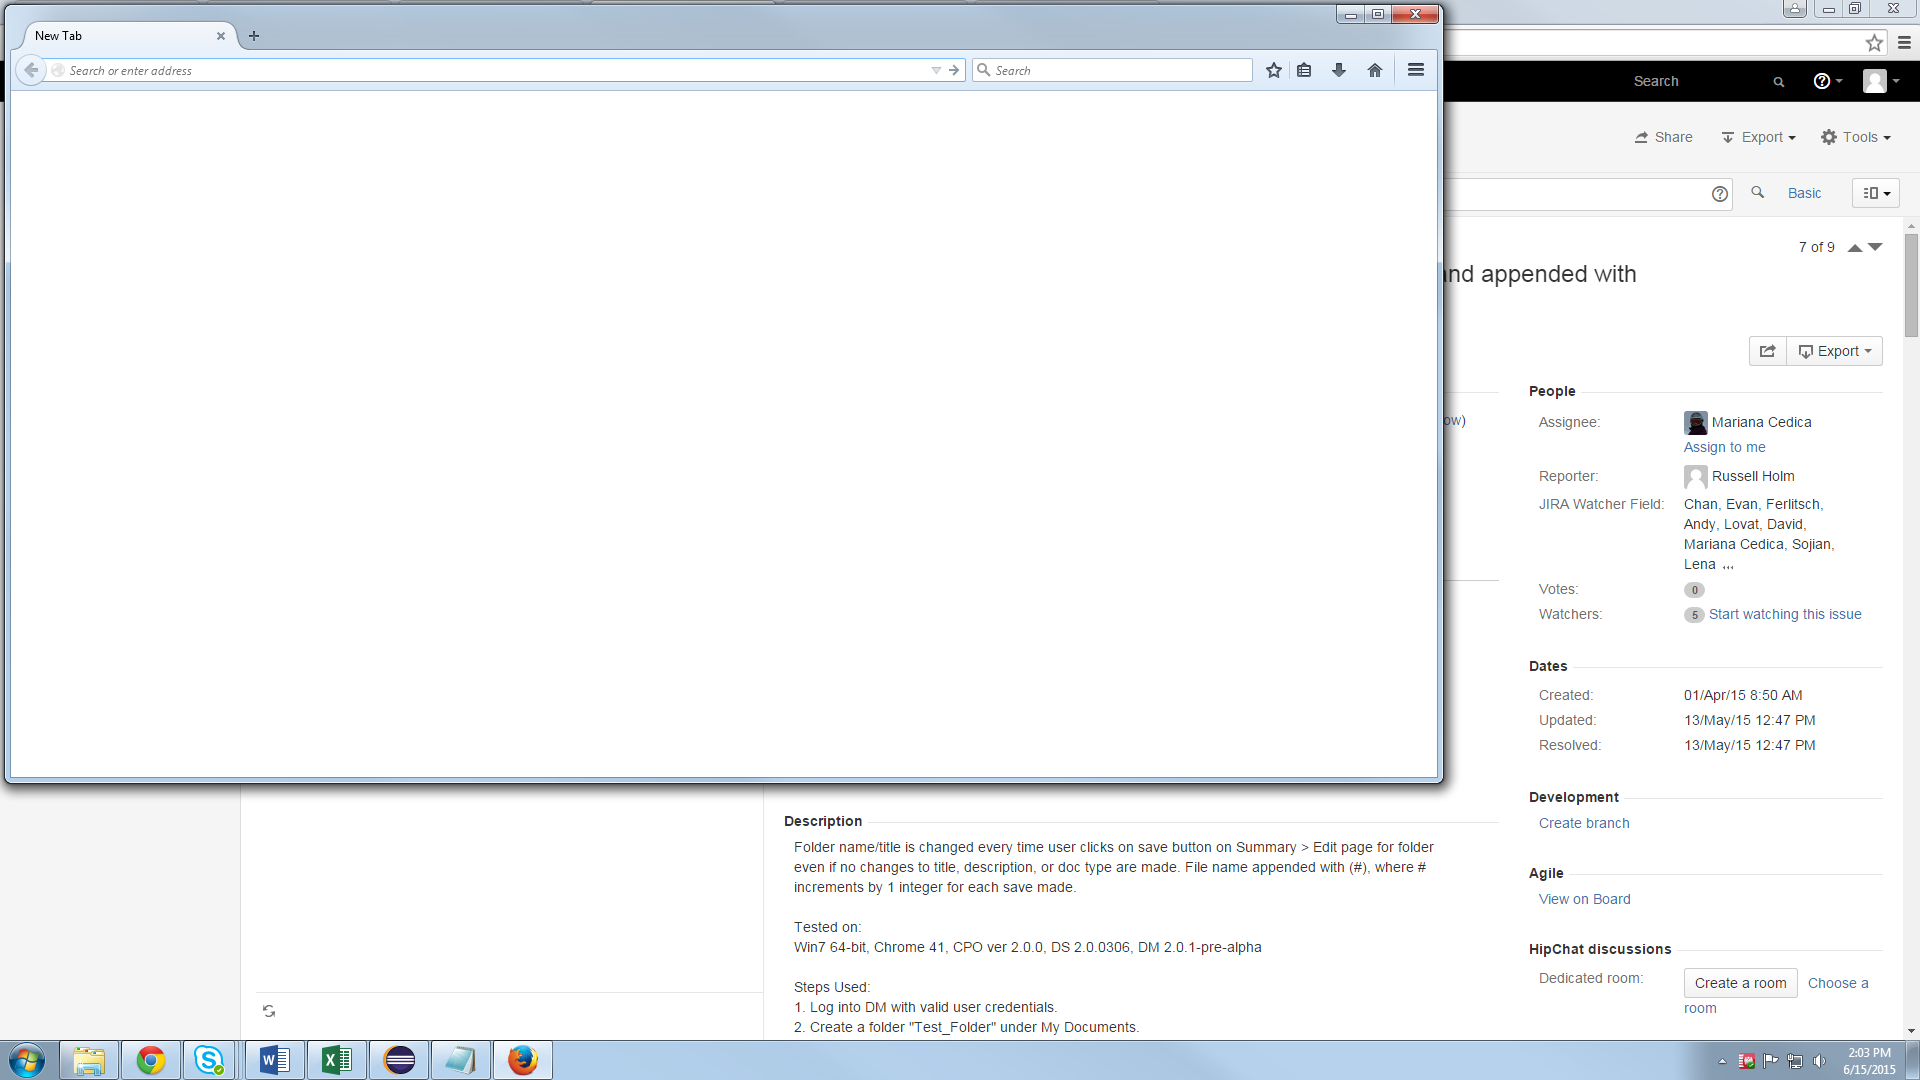 New Tab
Search or enter address
Search
Search
Share
Export
Tools
Basic
7 of 9
and appended with
Export
People
ow)
Assignee:
Mariana Cedica
Assign to me
Reporter:
Russell Holm
JIRA Watcher Field:
Chan, Evan, Ferlitsch,
Andy, Lovat, David,
Mariana Cedica, Sojian,
Lena ...
Votes:
0
Watchers:
5 Start watching this issue
Dates
Created:
01/Apr/15 8:50 AM
Updated:
13/May/15 12:47 PM
Resolved:
13/May/15 12:47 PM
Development
Create branch
Agile
View on Board
HipChat discussions
Dedicated room:
Create a room
Choose a
room
Description
Folder name/title is changed every time user clicks on save button on Summary > Edit page for folder
even if no changes to title, description, or doc type are made. File name appended with (#), where #
increments by 1 integer for each save made.
Tested on:
Win7 64-bit, Chrome 41, CPO ver 2.0.0, DS 2.0.0306, DM 2.0.1-pre-alpha
Steps Used:
1. Log into DM with valid user credentials.
2. Create a folder "Test_Folder" under My Documents.
2:03 PM
6/15/2015